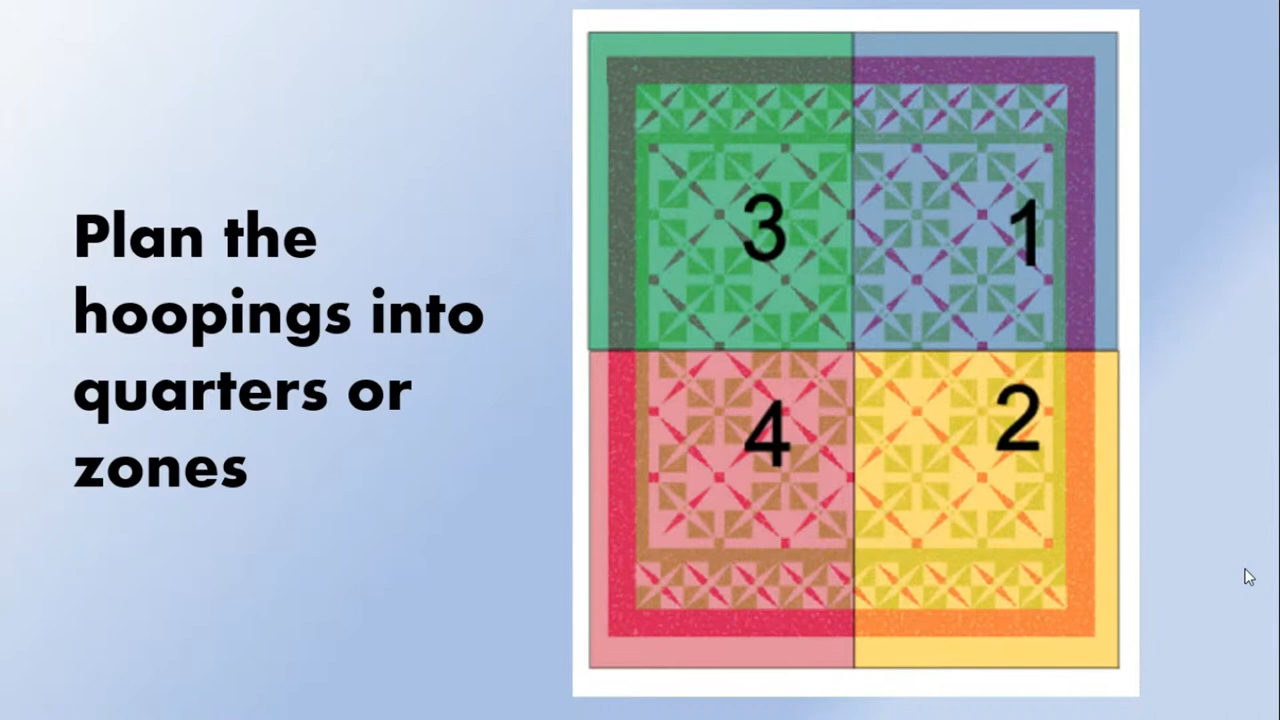 Plan the
hoopings into
quarters or
zones
3
1
4
2